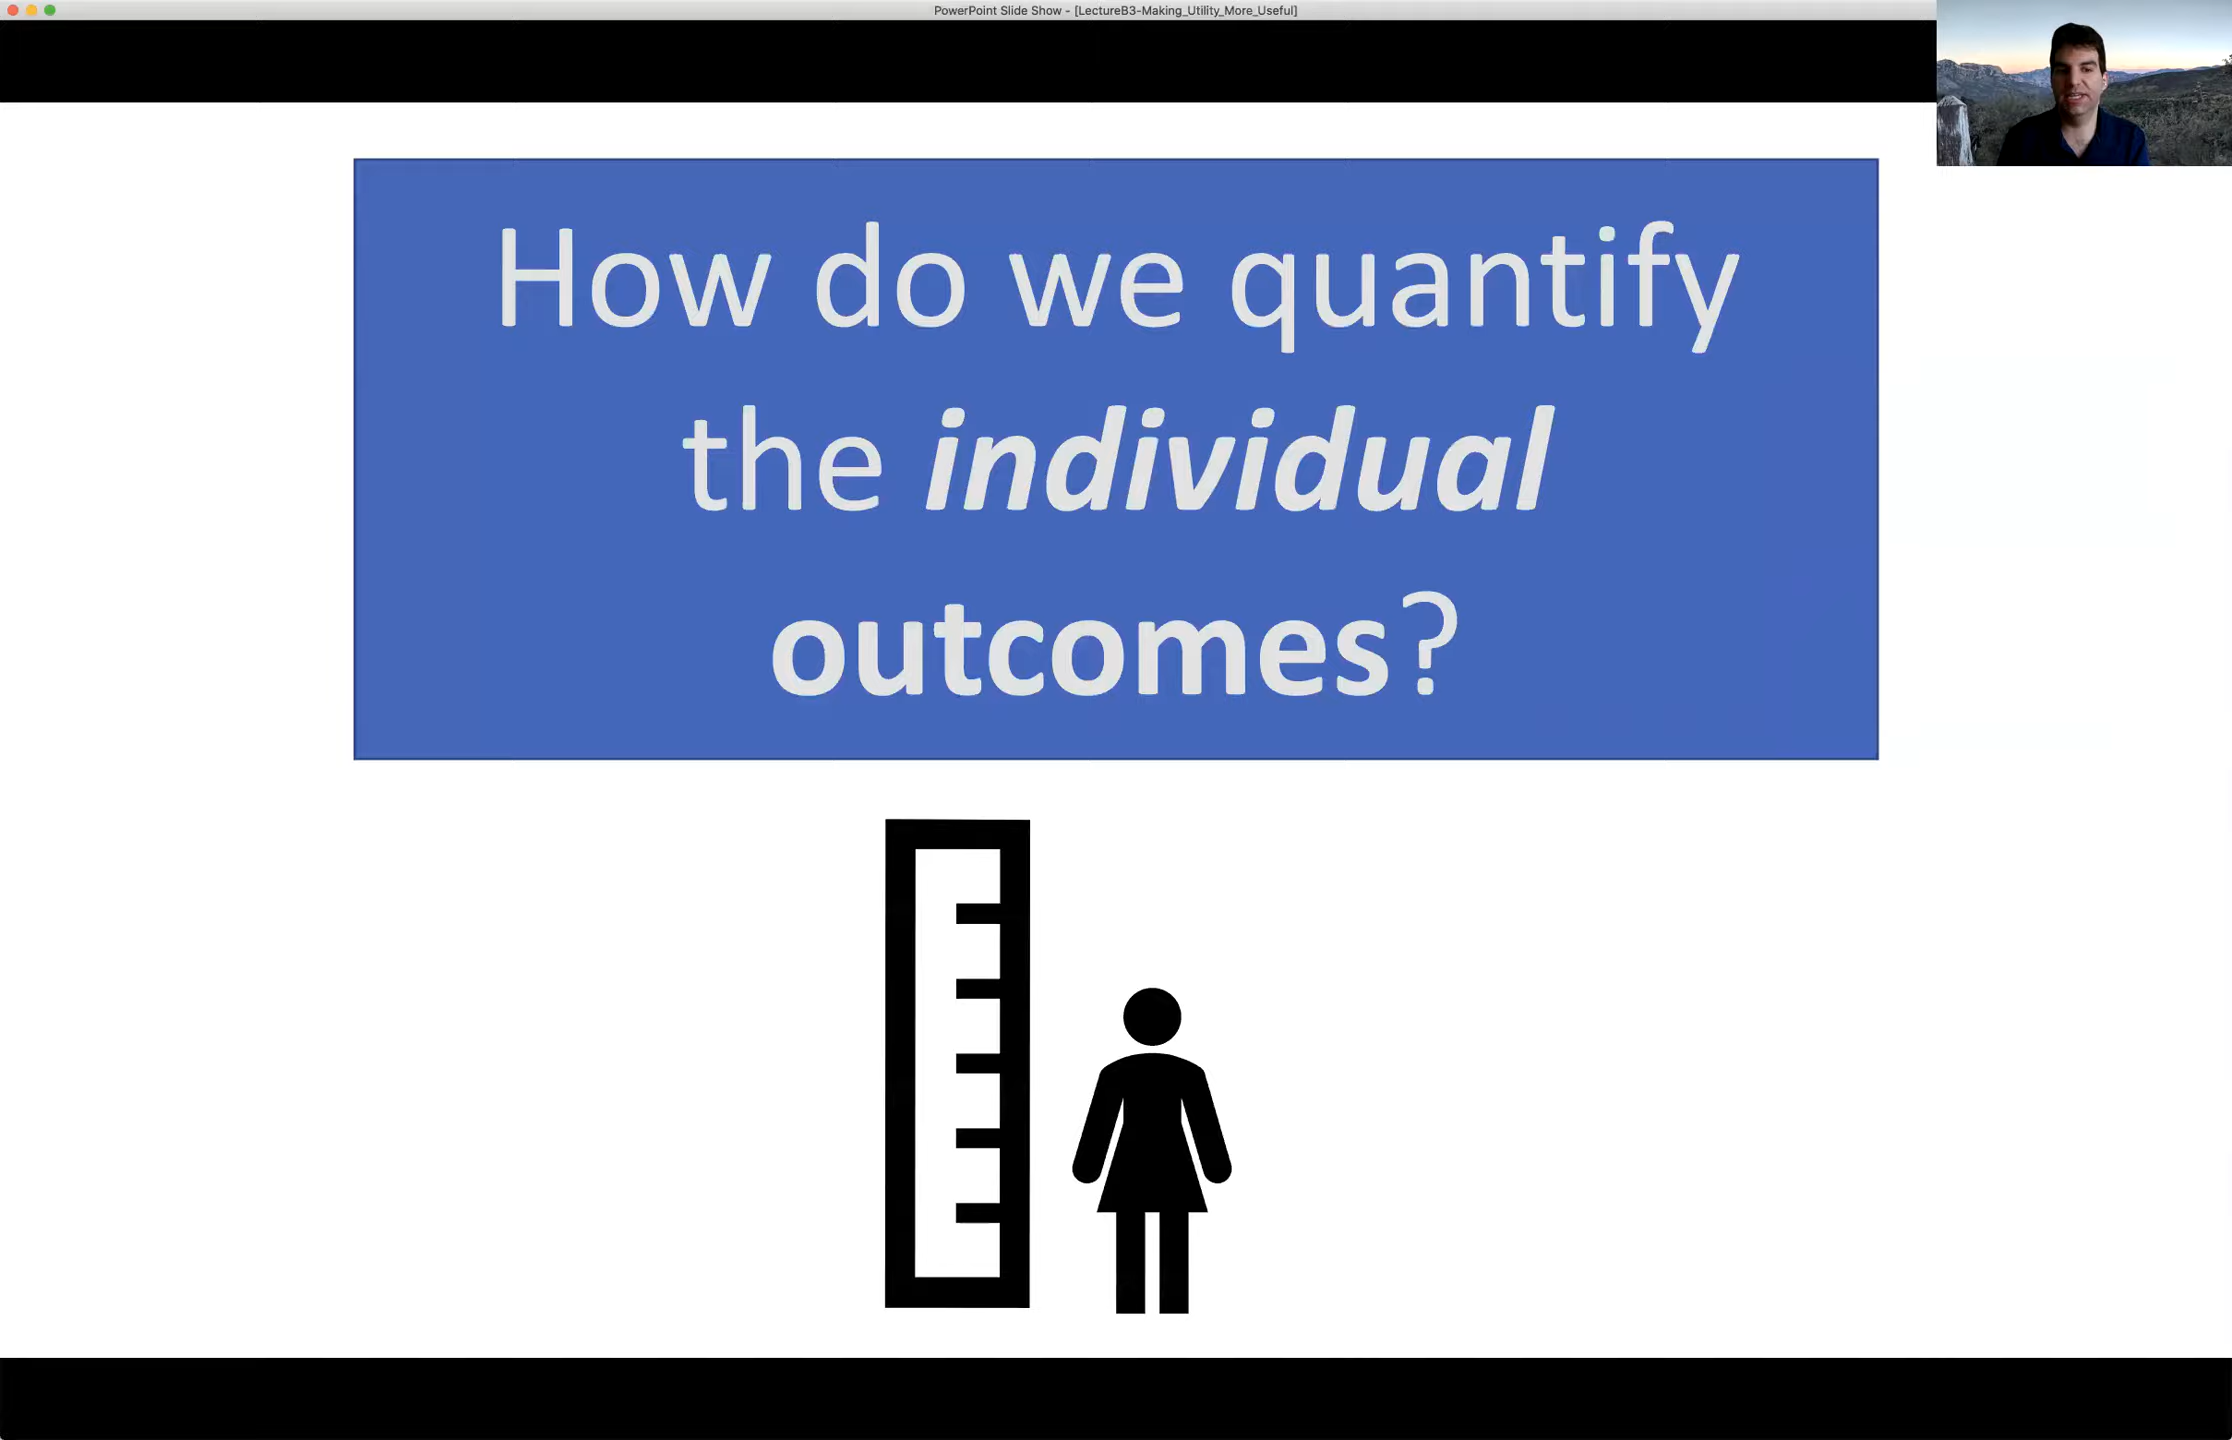 PowerPoint Slide Show - [LectureB3-Making_Utility_More_Useful]
How do we quantify
the individual
outcomes?